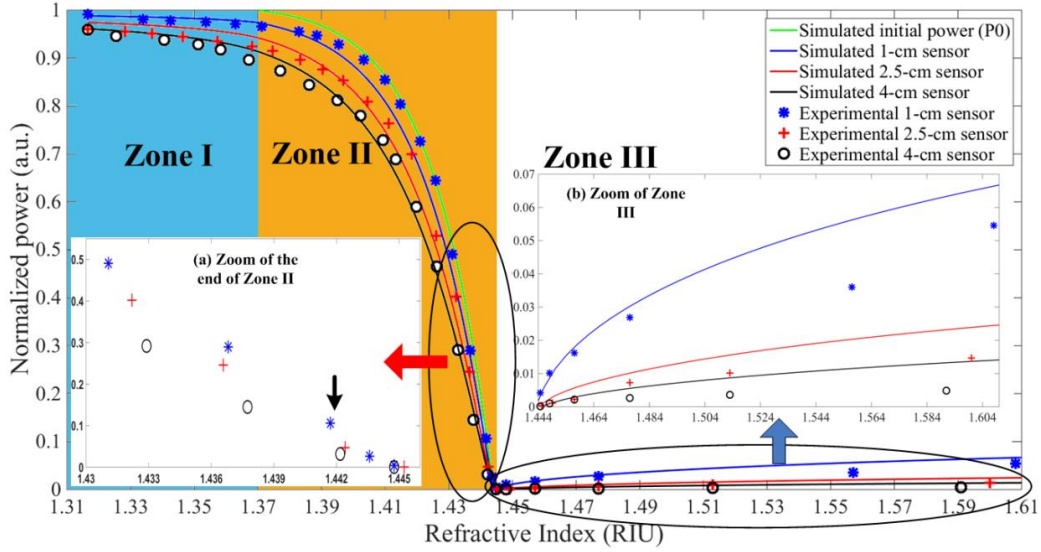 Normalized power (a.u.)
1
0.9
0.8
0.7
0.6
0.5
0.4
0.3
0.2
0.1
0
Zone I
Zone II
Zone III
Simulated initial power (P0)
Simulated 1-cm sensor
Simulated 2.5-cm sensor
Simulated 4-cm sensor
Experimental 1-cm sensor
Experimental 2.5-cm sensor
Experimental 4-cm sensor
(a) Zoom of the
end of Zone II
0.5
0.4
0.3
0.2
0.1
0
1.43 1.433 1.436 1.439 1.442 1.445
(b) Zoom of Zone
III
0.07
0.06
0.05
0.04
0.03
0.02
0.01
0
1.444 1.464 1.484 1.504 1.524 1.544 1.564 1.584 1.604
1.31 1.33 1.35 1.37 1.39 1.41 1.43 1.45 1.47 1.49 1.51 1.53 1.55 1.57 1.59 1.61
Refractive Index (RIU)